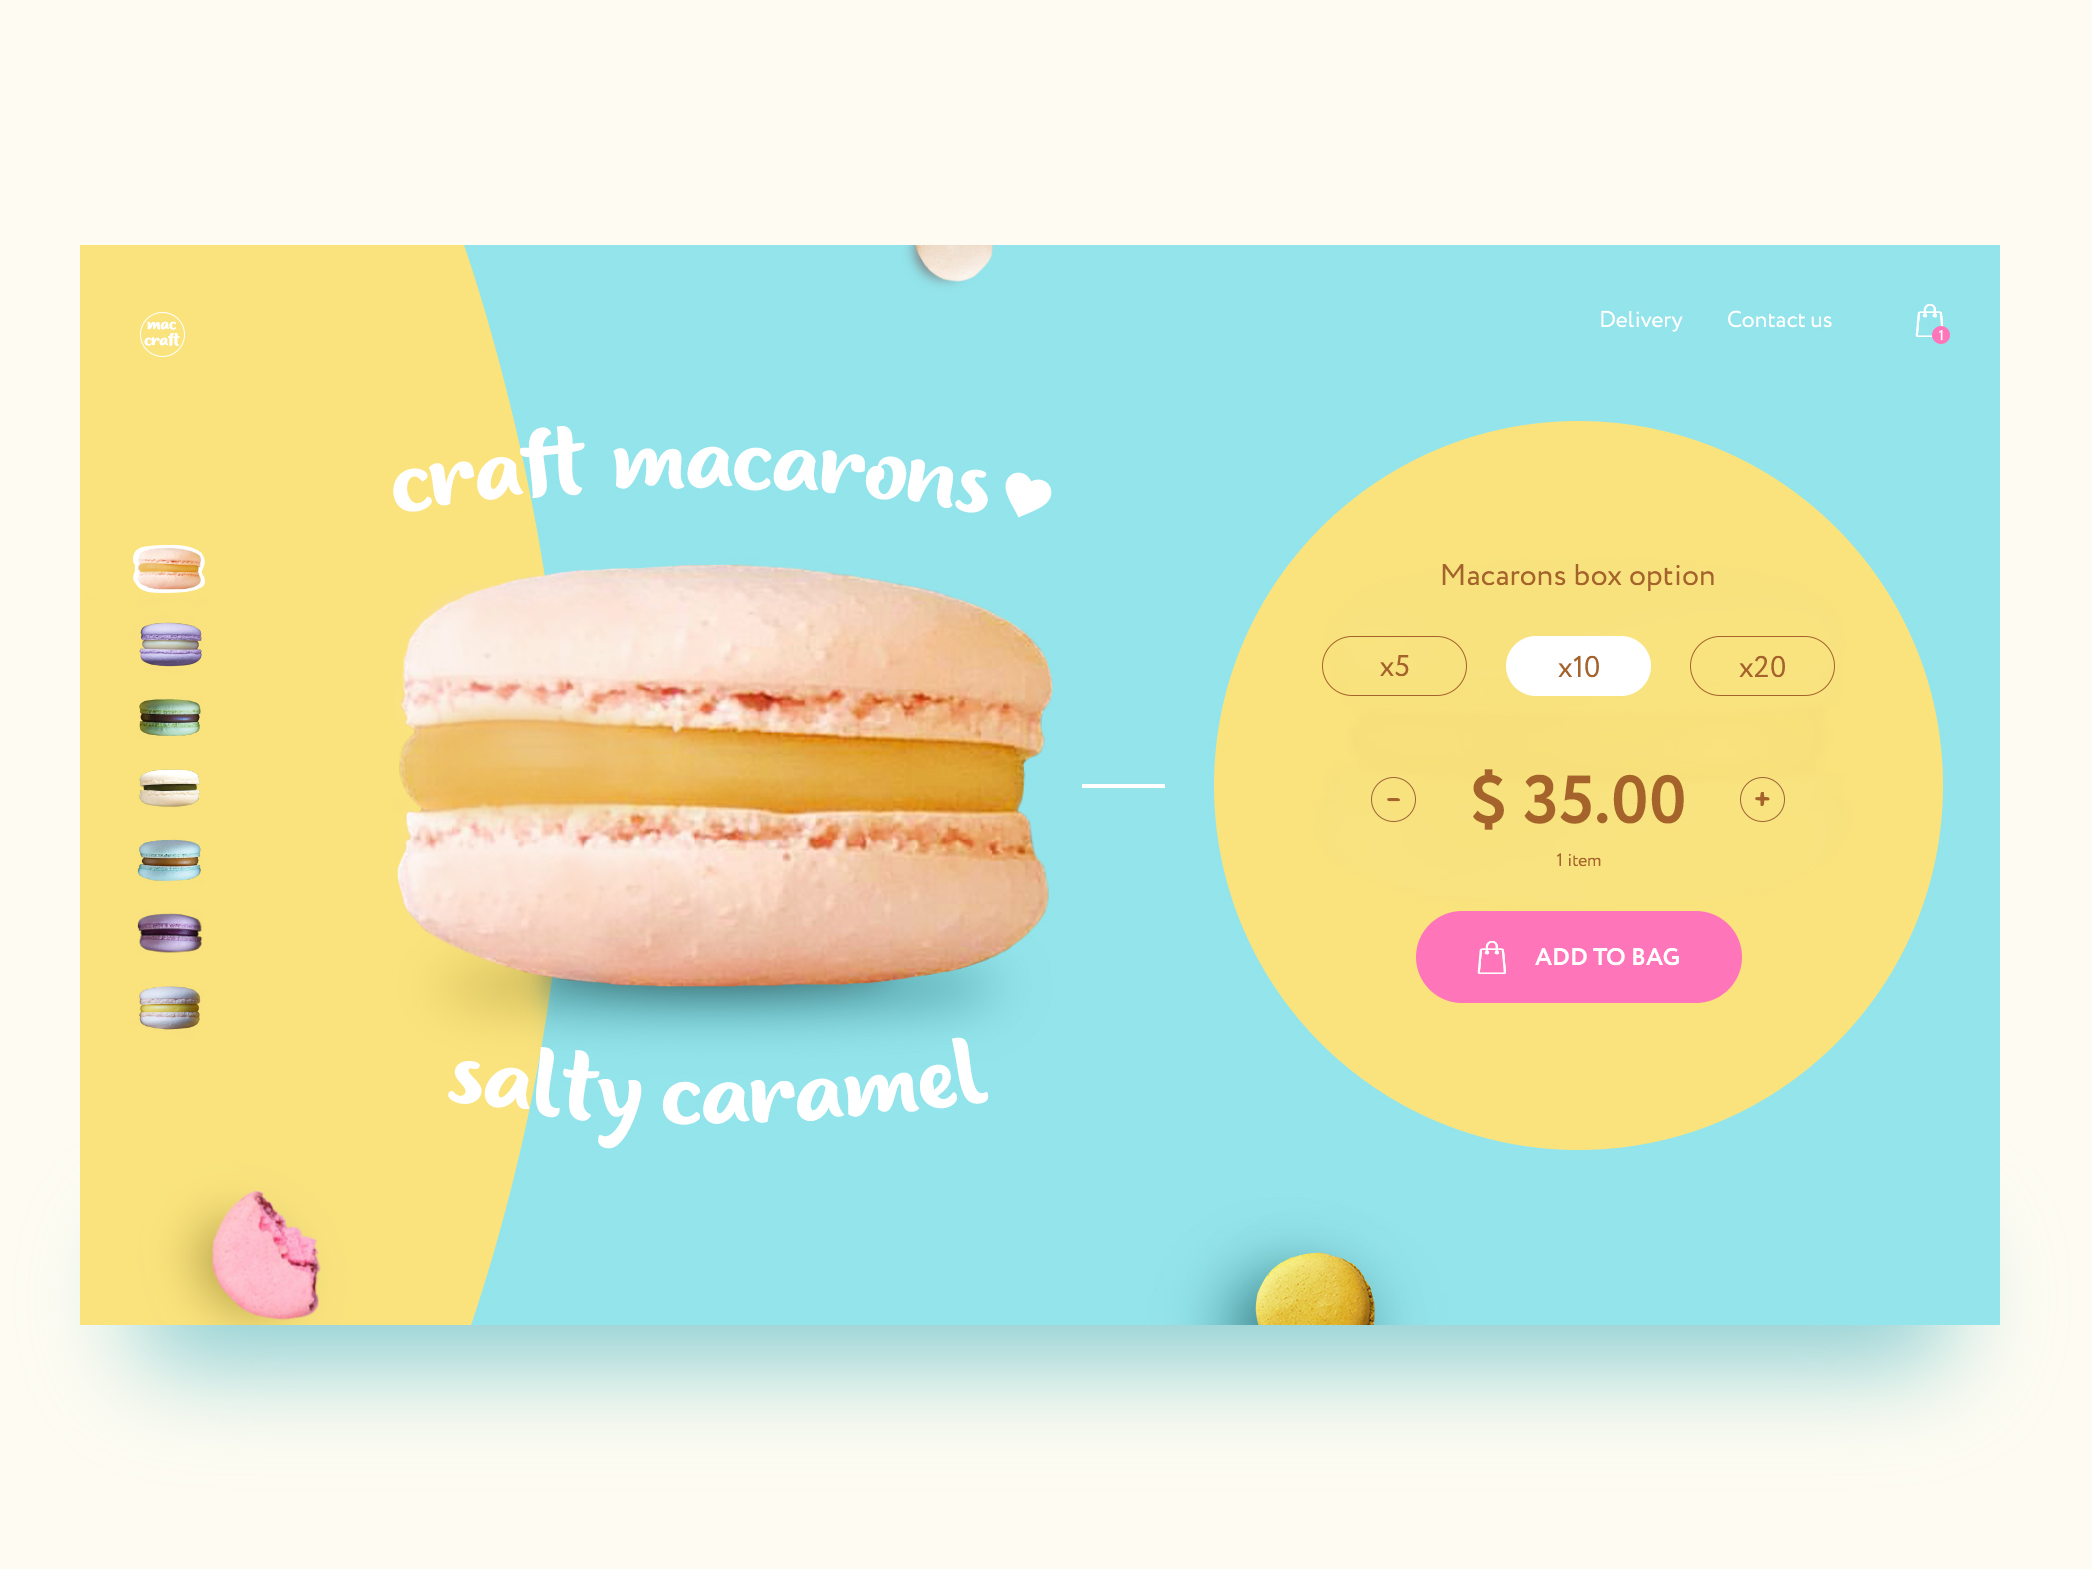 mac
craft
Delivery Contact us
1
craft macarons
Macarons box option
x5 x10 x20
- $ 35.00 +
1 item
ADD TO BAG
salty caramel